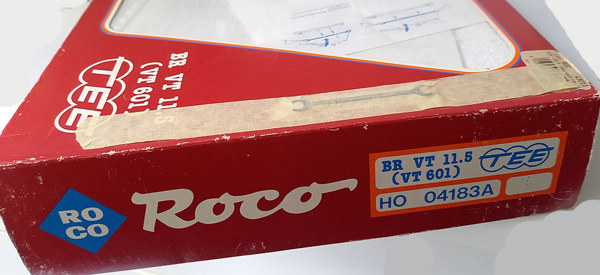 BR VT 11.5
(VT 601)
TEE
RO
CO
Roco
BR VT 11.5
(VT 601)
TEE
HO 04183A